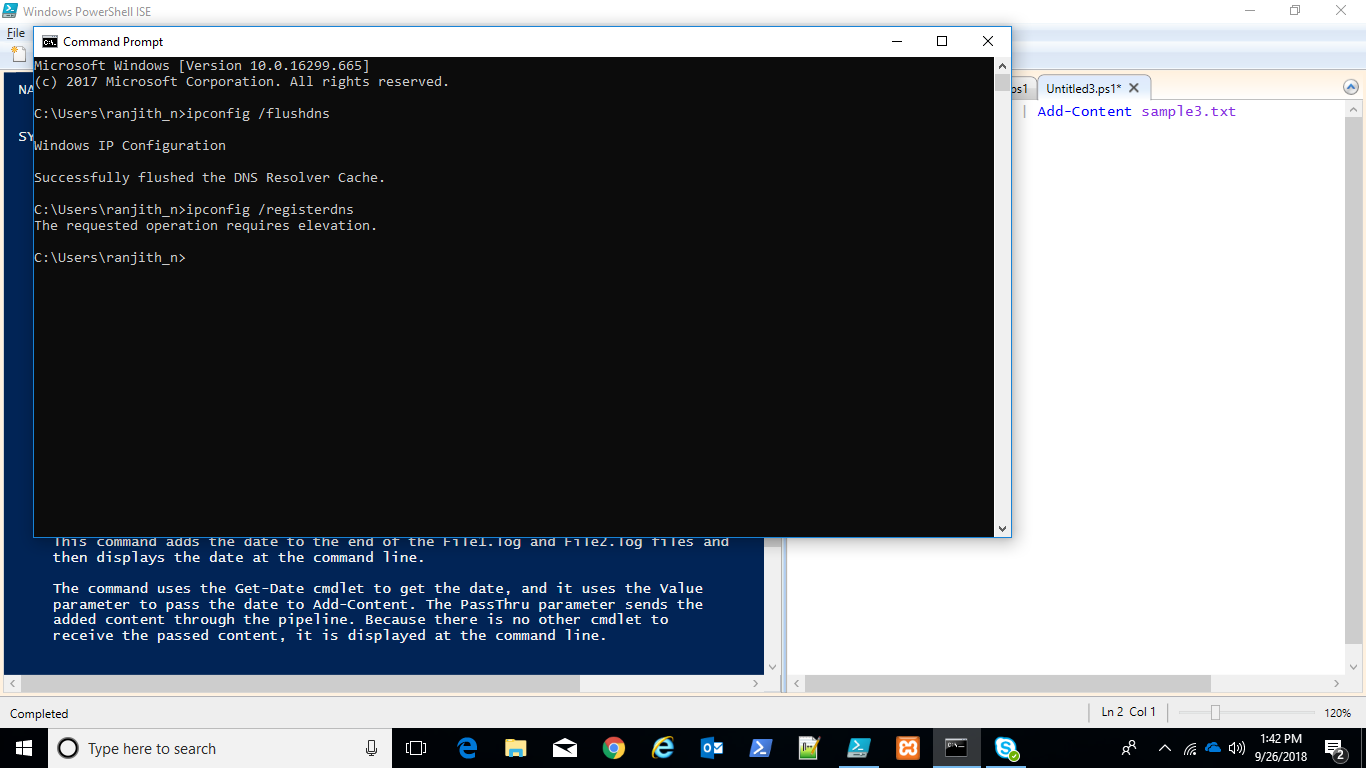 Windows PowerShell ISE
File
Command Prompt
Microsoft Windows [Version 10.0.16299.665]
(c) 2017 Microsoft Corporation. All rights reserved.
C:\Users\ranjith_n>ipconfig /flushdns
Windows IP Configuration
Successfully flushed the DNS Resolver Cache.
C:\Users\ranjith_n>ipconfig /registerdns
The requested operation requires elevation.
C:\Users\ranjith_n>
NA
SY
ps1
Untitled3.ps1*
| Add-Content sample3.txt
This command adds the date to the end of the File1.log and File2.log files and
then displays the date at the command line.
The command uses the Get-Date cmdlet to get the date, and it uses the Value
parameter to pass the date to Add-Content. The PassThru parameter sends the
added content through the pipeline. Because there is no other cmdlet to
receive the passed content, it is displayed at the command line.
Completed
Ln 2 Col 1
120%
Type here to search
1:42 PM
9/26/2018
2